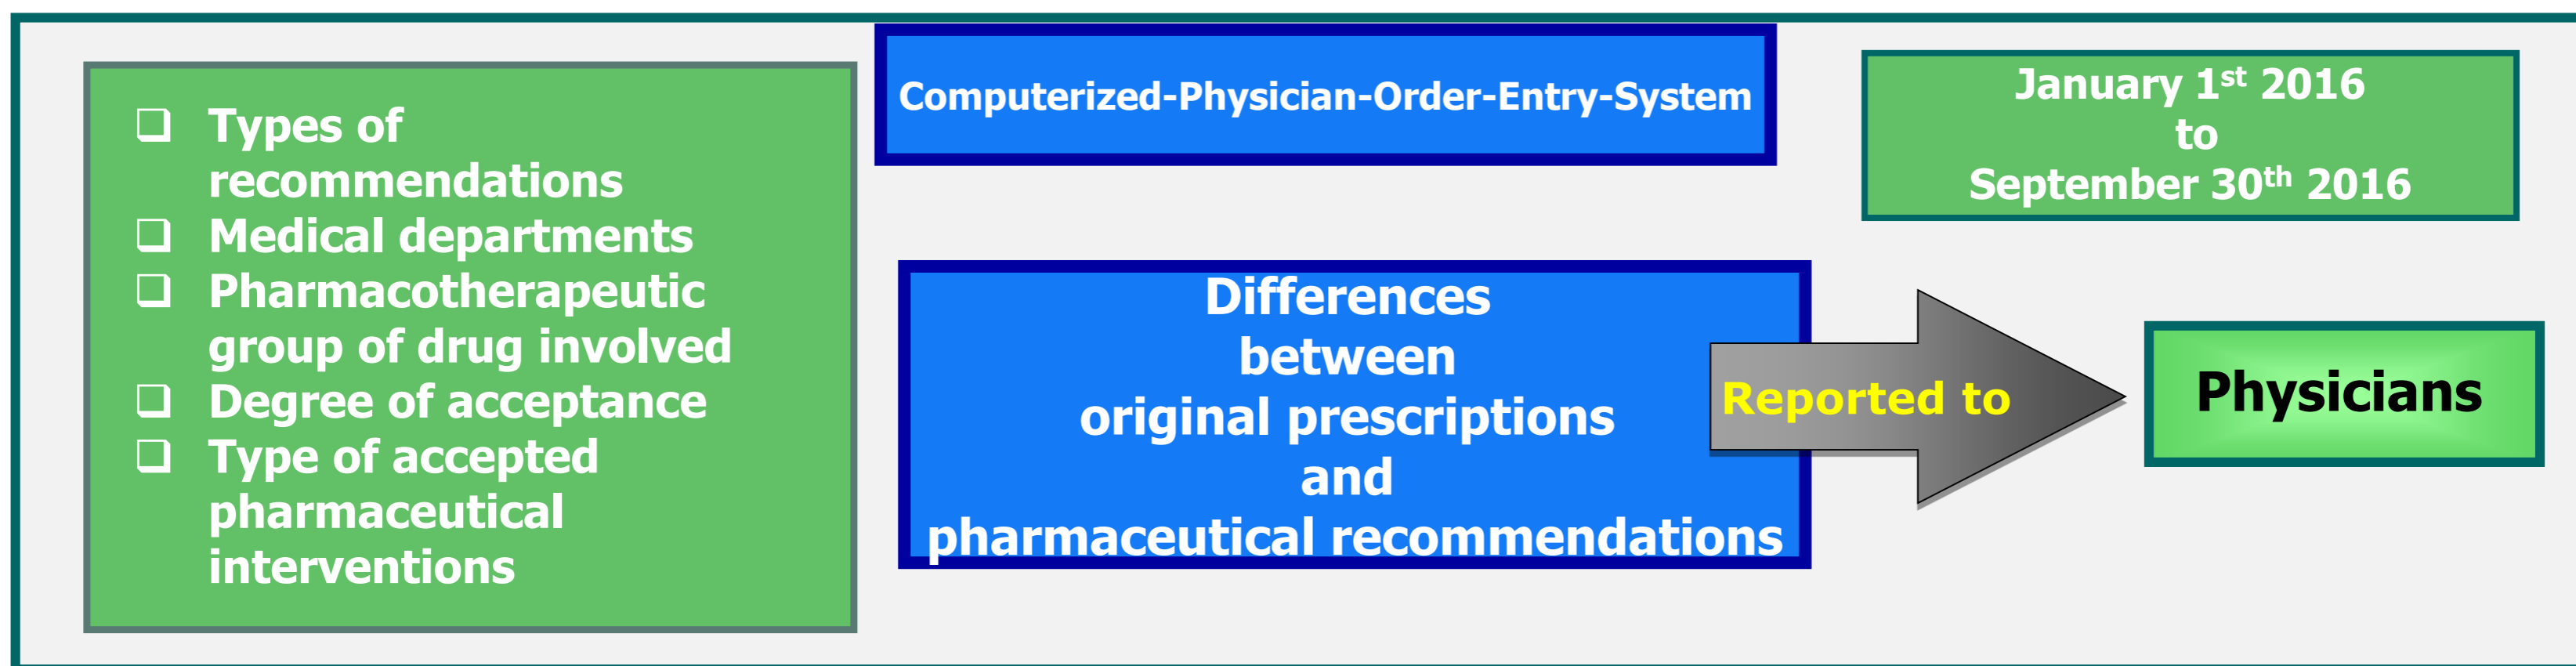 ❑ Types of
recommendations
❑ Medical departments
❑ Pharmacotherapeutic
group of drug involved
❑ Degree of acceptance
❑ Type of accepted
pharmaceutical
interventions
Computerized-Physician-Order-Entry-System
Differences
between
original prescriptions
and
pharmaceutical recommendations
January 1st 2016
to
September 30th 2016
Reported to
Physicians